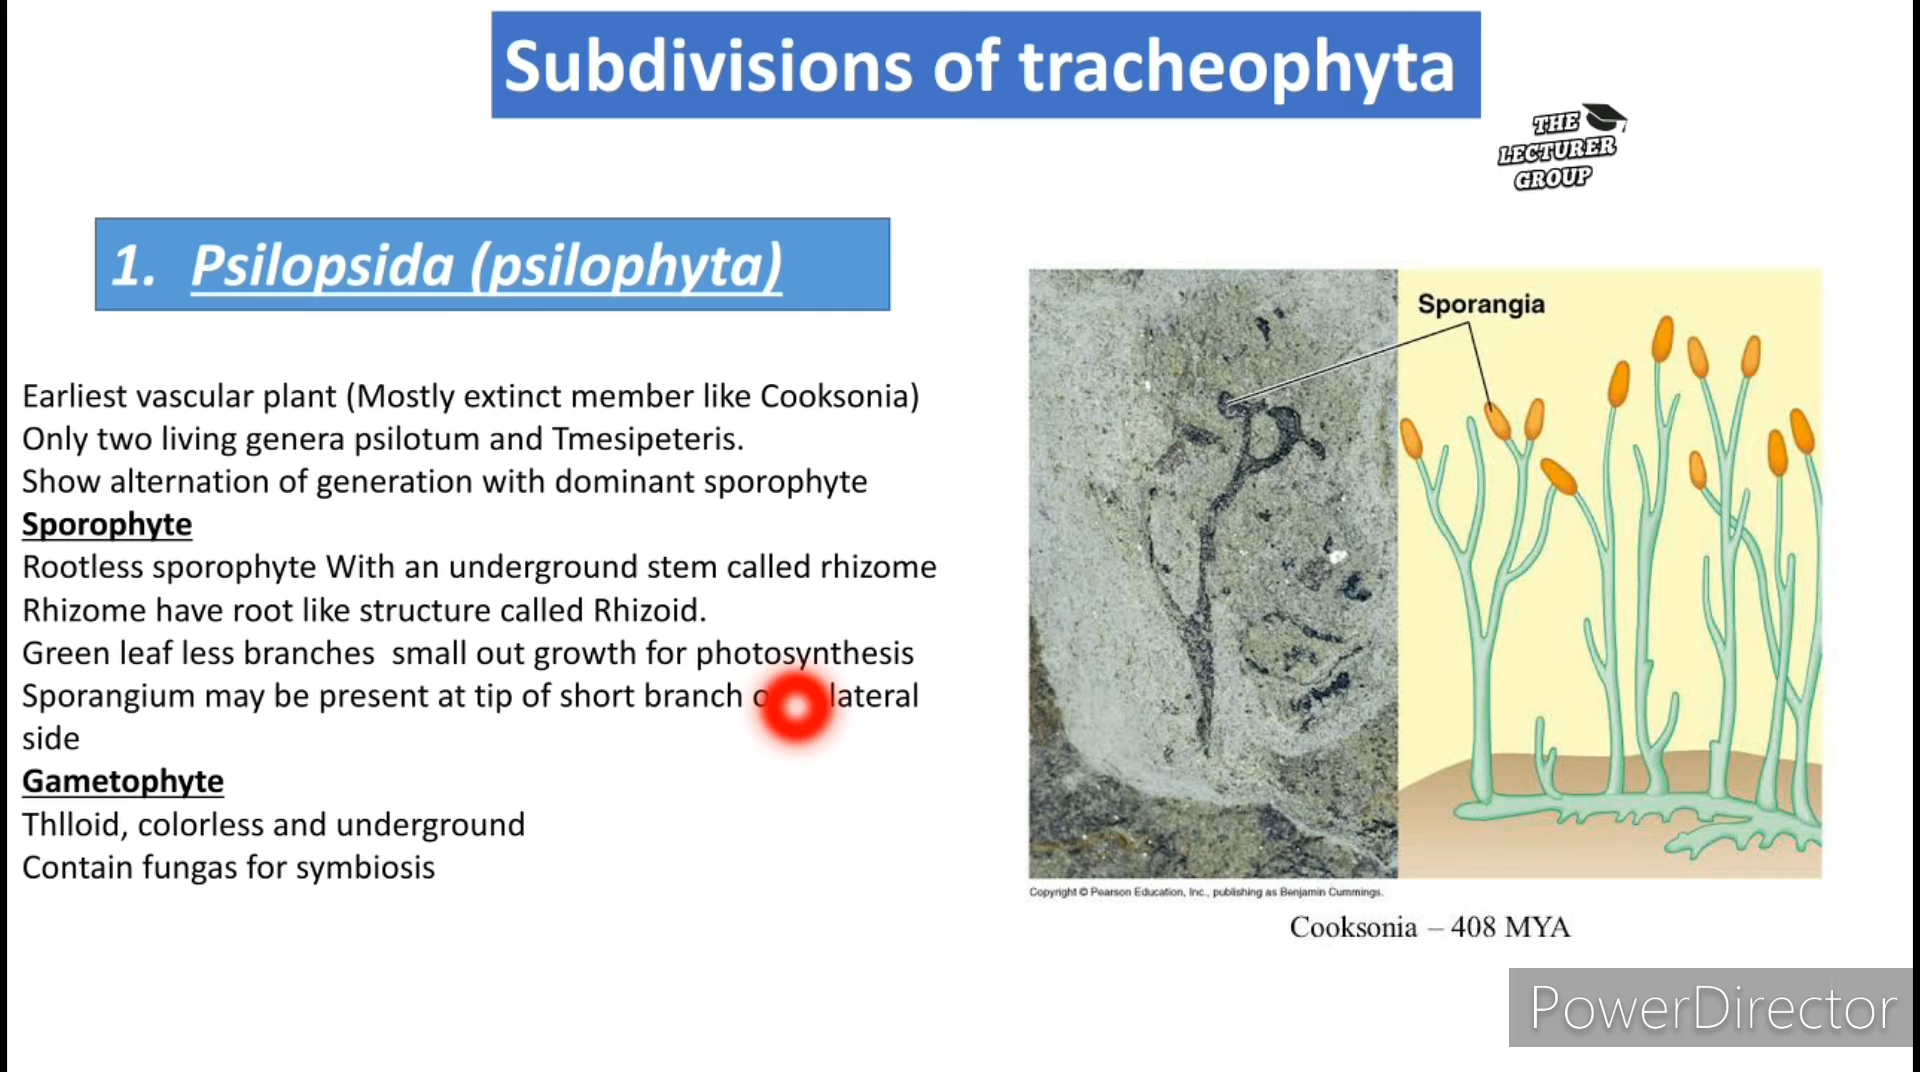 Subdivisions of tracheophyta
THE
LECTURER
GROUP
1. Psilopsida (psilophyta)
Earliest vascular plant (Mostly extinct member like Cooksonia)
Only two living genera psilotum and Tmesipeteris.
Show alternation of generation with dominant sporophyte
Sporophyte
Rootless sporophyte With an underground stem called rhizome
Rhizome have root like structure called Rhizoid.
Green leaf less branches small out growth for photosynthesis
Sporangium may be present at tip of short branch lateral
side
Gametophyte
Thlloid, colorless and underground
Contain fungas for symbiosis
Sporangia
Copyright © Pearson Education, Inc., publishing as Benjamin Cummings.
Cooksonia – 408 MYA
PowerDirector